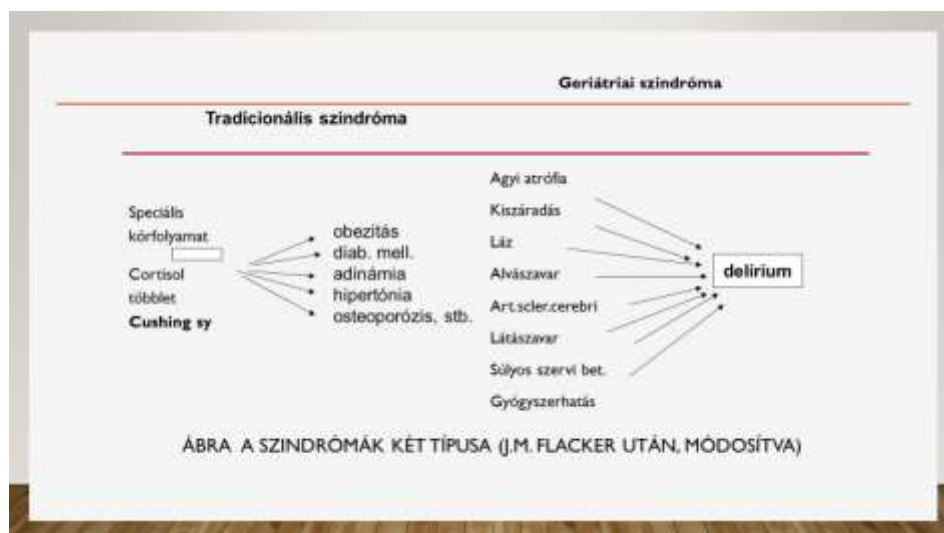 Geriátriai szindróma
Tradicionális szindróma
Speciális
kórfolyamat
Cortisol
többlet
Cushing sy
obezitás
diab. mell.
adinámia
hipertónia
osteoporózis, stb.
Agyi atrófia
Kiszáradás
Láz
Alvászavar
Art.scler.cerebri
Látászavar
Súlyos szervi bet.
Gyógyszerhatás
delírium
ÁBRA A SZINDRÓMÁK KÉT TÍPUSA (J.M. FLACKER UTÁN, MÓDOSÍTVA)